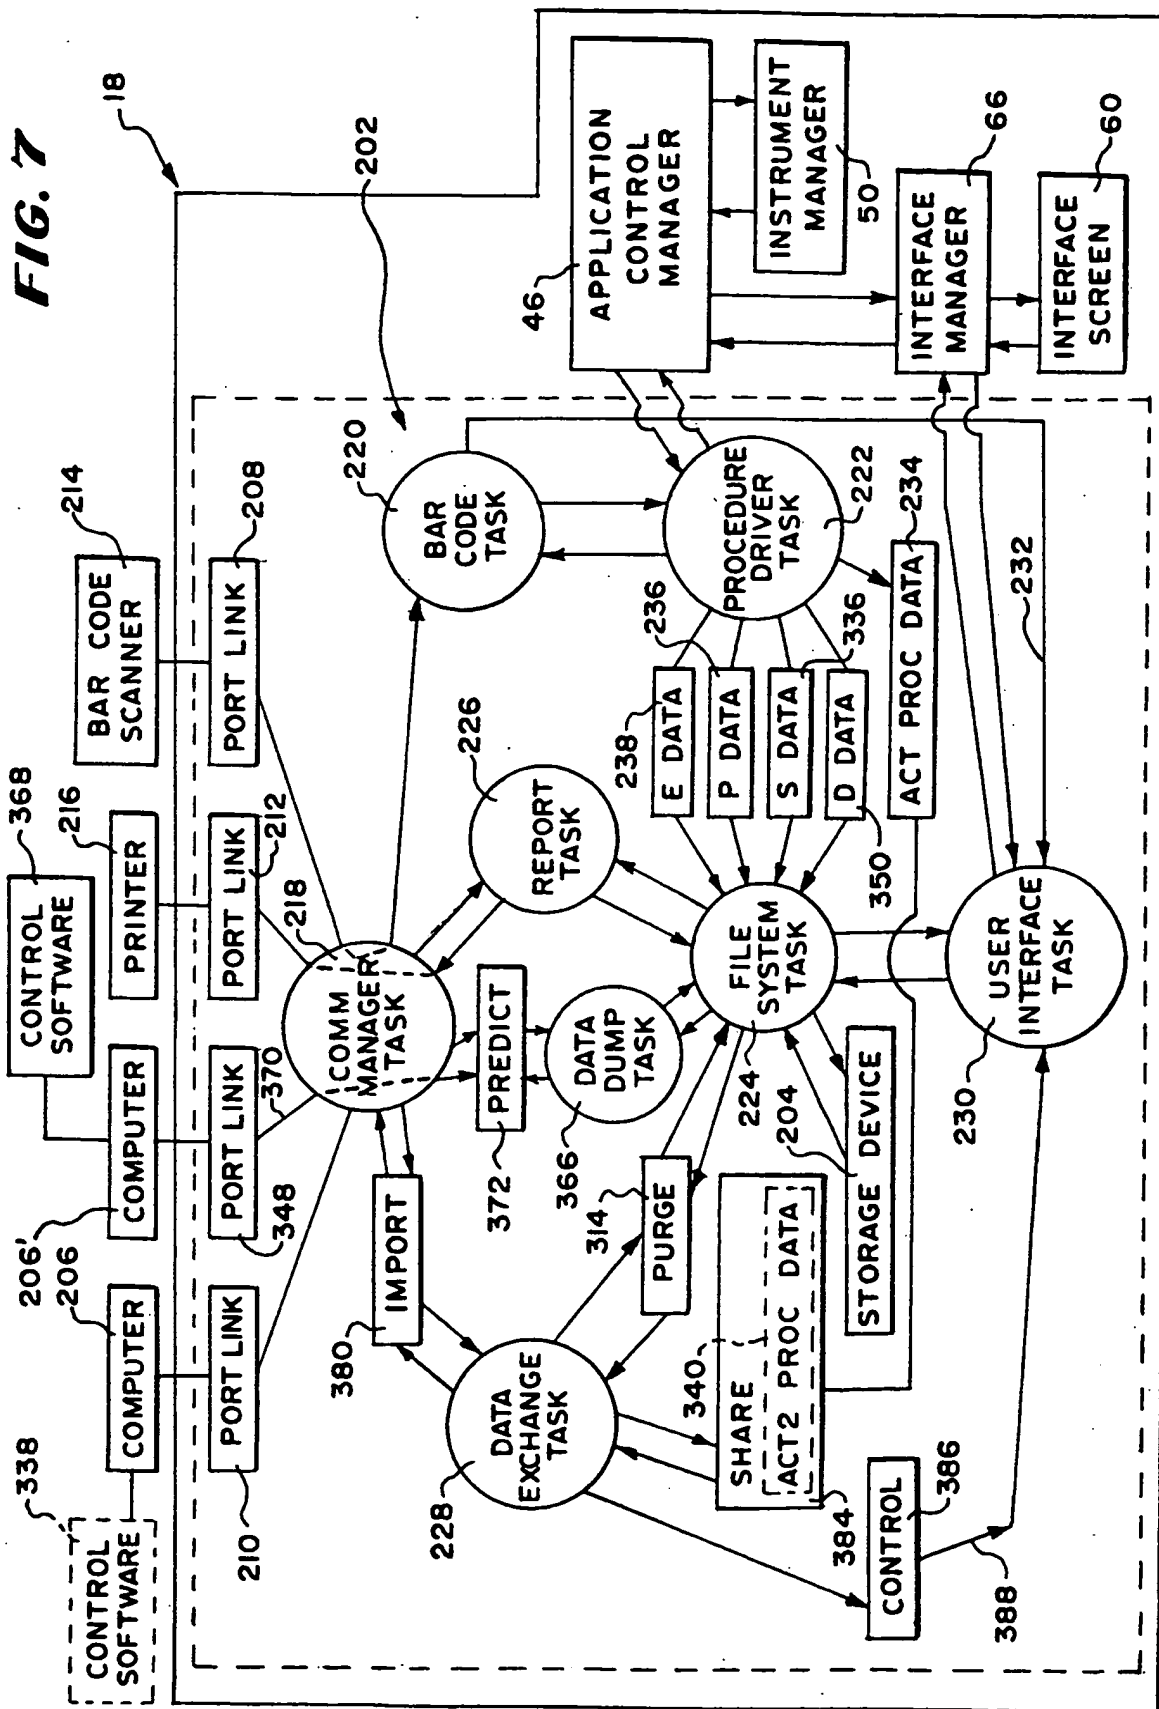 FIG. 7
18
338
CONTROL
SOFTWARE
206
COMPUTER
206'
COMPUTER
368
CONTROL
SOFTWARE
216
PRINTER
214
BAR CODE
SCANNER
210
PORT LINK
348
PORT LINK
370
212
PORT LINK
208
PORT LINK
202
218
COMM
MANAGER
TASK
220
BAR
CODE
TASK
380
IMPORT
372
PREDICT
226
REPORT
TASK
228
DATA
EXCHANGE
TASK
366
DATA
DUMP
TASK
314
PURGE
224
FILE
SYSTEM
TASK
238
E DATA
236
P DATA
336
S DATA
350
D DATA
222
PROCEDURE
DRIVER
TASK
234
ACT PROC DATA
384
SHARE
340
ACT2 PROC DATA
204
STORAGE DEVICE
386
CONTROL
388
230
USER
INTERFACE
TASK
232
46
APPLICATION
CONTROL
MANAGER
50
INSTRUMENT
MANAGER
66
INTERFACE
MANAGER
60
INTERFACE
SCREEN